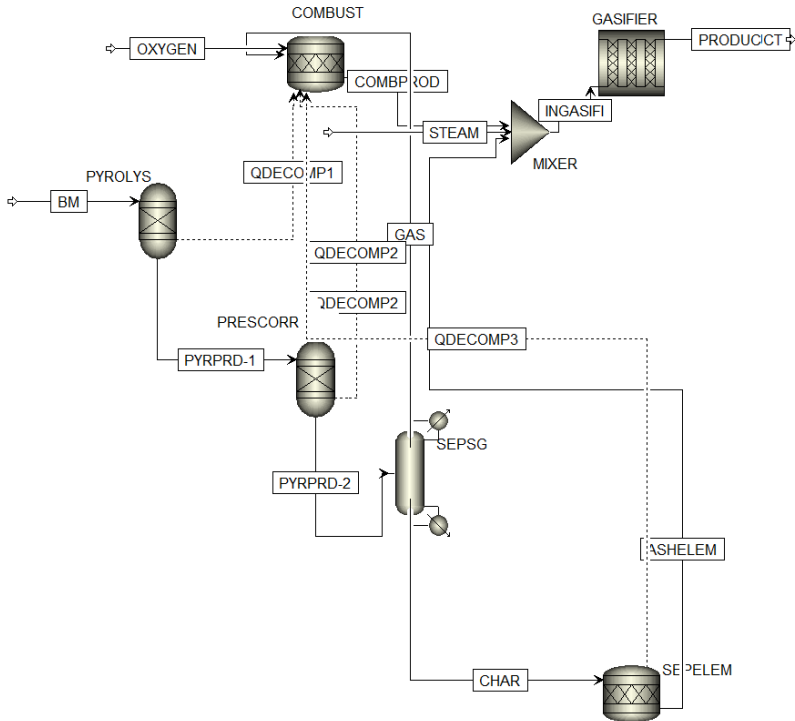 COMBUST
GASIFIER
OXYGEN
PRODUCT
COMBPROD
INGASIFI
STEAM
MIXER
PYROLYS
QDECOMP1
BM
GAS
QDECOMP2
QDECOMP2
PRESCORR
QDECOMP3
PYRPRD-1
SEPSG
PYRPRD-2
ASHELEM
SEPELEM
CHAR